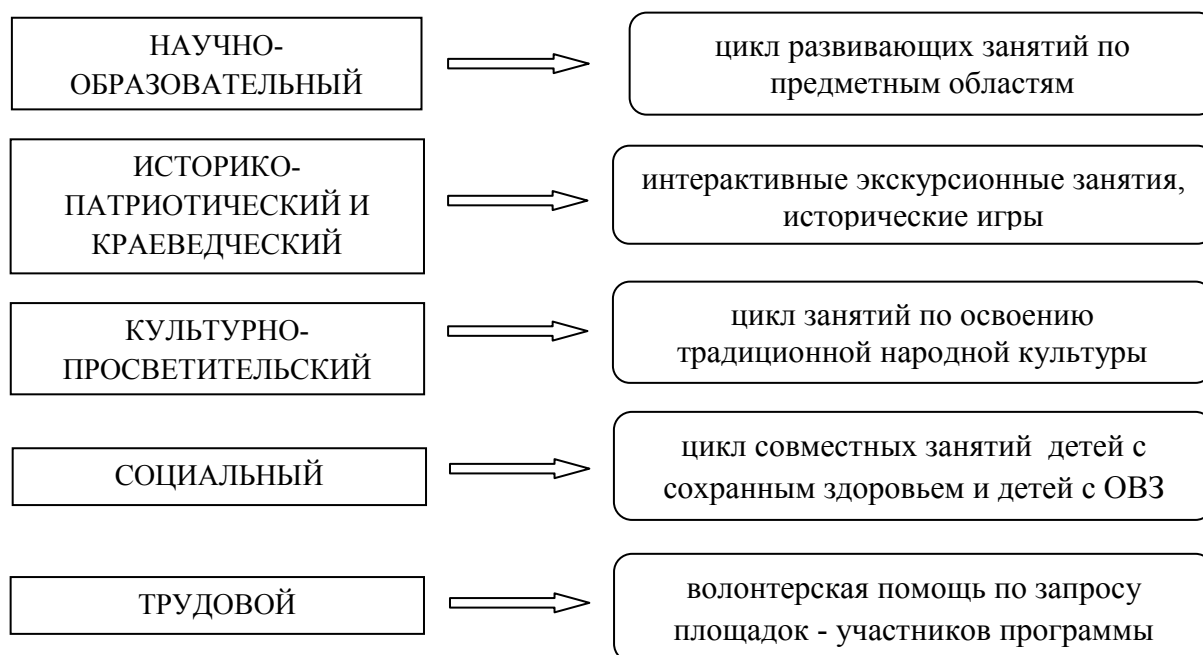 НАУЧНО-
ОБРАЗОВАТЕЛЬНЫЙ
цикл развивающих занятий по
предметным областям
ИСТОРИКО-
ПАТРИОТИЧЕСКИЙ И
КРАЕВЕДЧЕСКИЙ
интерактивные экскурсионные занятия,
исторические игры
КУЛЬТУРНО-
ПРОСВЕТИТЕЛЬСКИЙ
цикл занятий по освоению
традиционной народной культуры
СОЦИАЛЬНЫЙ
цикл совместных занятий детей с
сохранным здоровьем и детей с ОВЗ
ТРУДОВОЙ
волонтерская помощь по запросу
площадок - участников программы